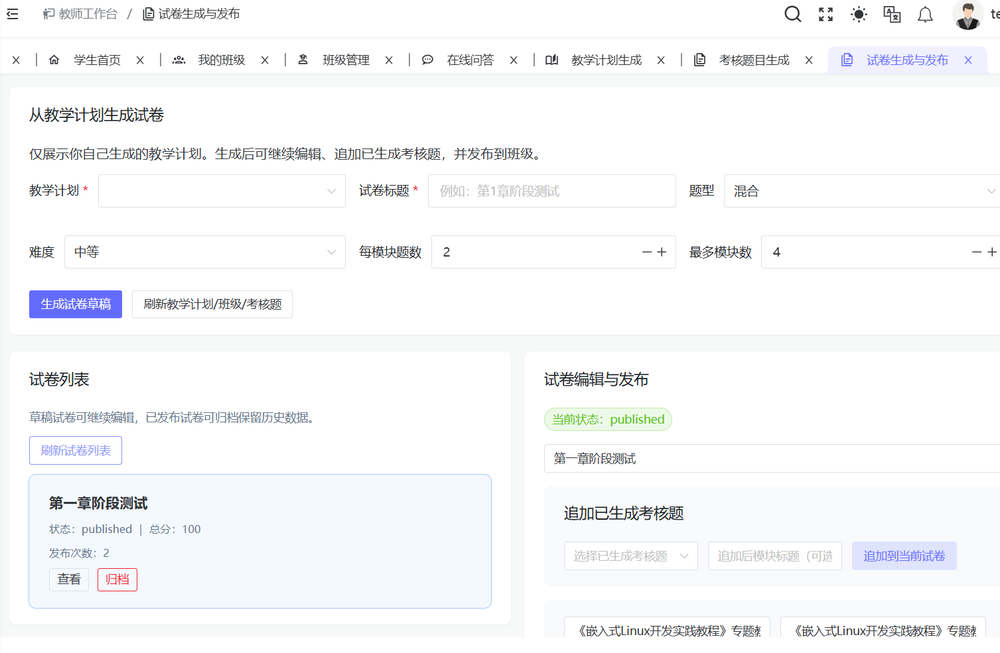 教师工作台 / 试卷生成与发布
学生首页 我的班级 班级管理 在线问答 教学计划生成 考核题目生成 试卷生成与发布
从教学计划生成试卷
仅展示你自己生成的教学计划。生成后可继续编辑、追加已生成考核题，并发布到班级。
教学计划 * 试卷标题 * 例如：第1章阶段测试 题型 混合
难度 中等 每模块题数 2 最多模块数 4
生成试卷草稿 刷新教学计划/班级/考核题
试卷列表
草稿试卷可继续编辑，已发布试卷可归档保留历史数据。
刷新试卷列表
第一章阶段测试
状态：published | 总分：100
发布次数：2
查看 归档
试卷编辑与发布
当前状态：published
第一章阶段测试
追加已生成考核题
选择已生成考核题 追加后模块标题（可选 追加到当前试卷
《嵌入式Linux开发实践教程》专题 《嵌入式Linux开发实践教程》专题